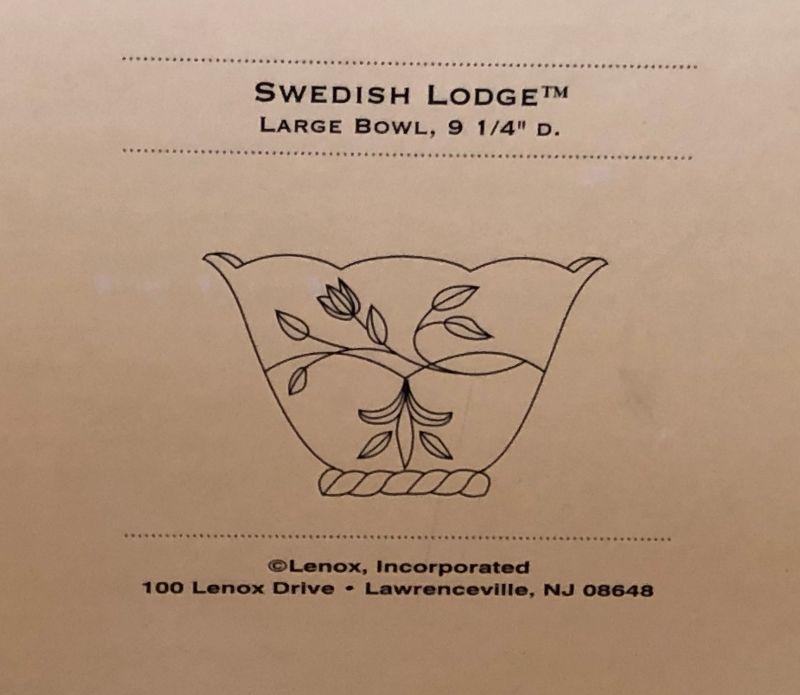 SWEDISH LODGE™
LARGE BOWL, 9 1/4" D.
©Lenox, Incorporated
100 Lenox Drive • Lawrenceville, NJ 08648